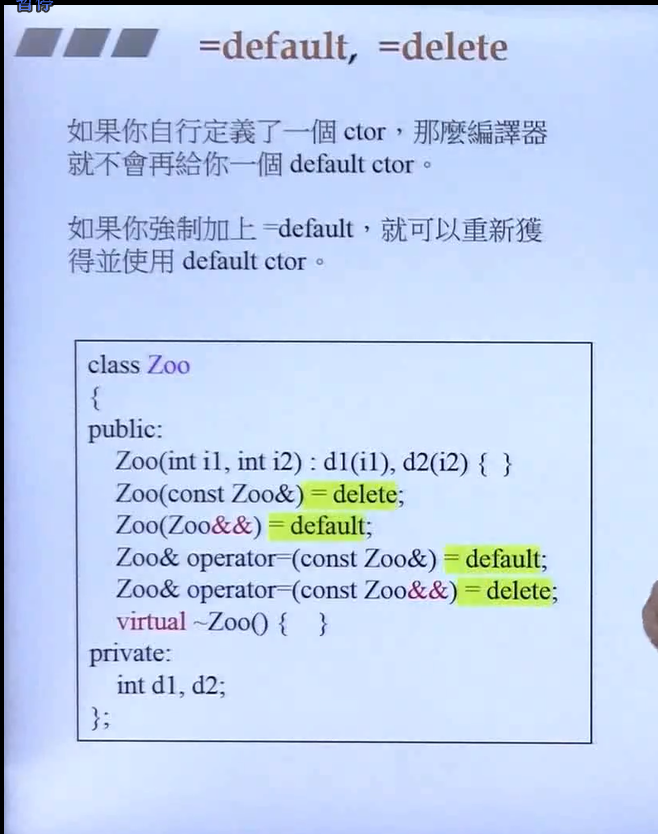 暫停
=default, =delete
如果你自行定義了一個 ctor，那麼編譯器
就不會再給你一個 default ctor。
如果你強制加上 =default，就可以重新獲
得並使用 default ctor。
class Zoo
{
public:
Zoo(int i1, int i2) : d1(i1), d2(i2) { }
Zoo(const Zoo&) = delete;
Zoo(Zoo&&) = default;
Zoo& operator=(const Zoo&) = default;
Zoo& operator=(const Zoo&&) = delete;
virtual ~Zoo() { }
private:
int d1, d2;
};